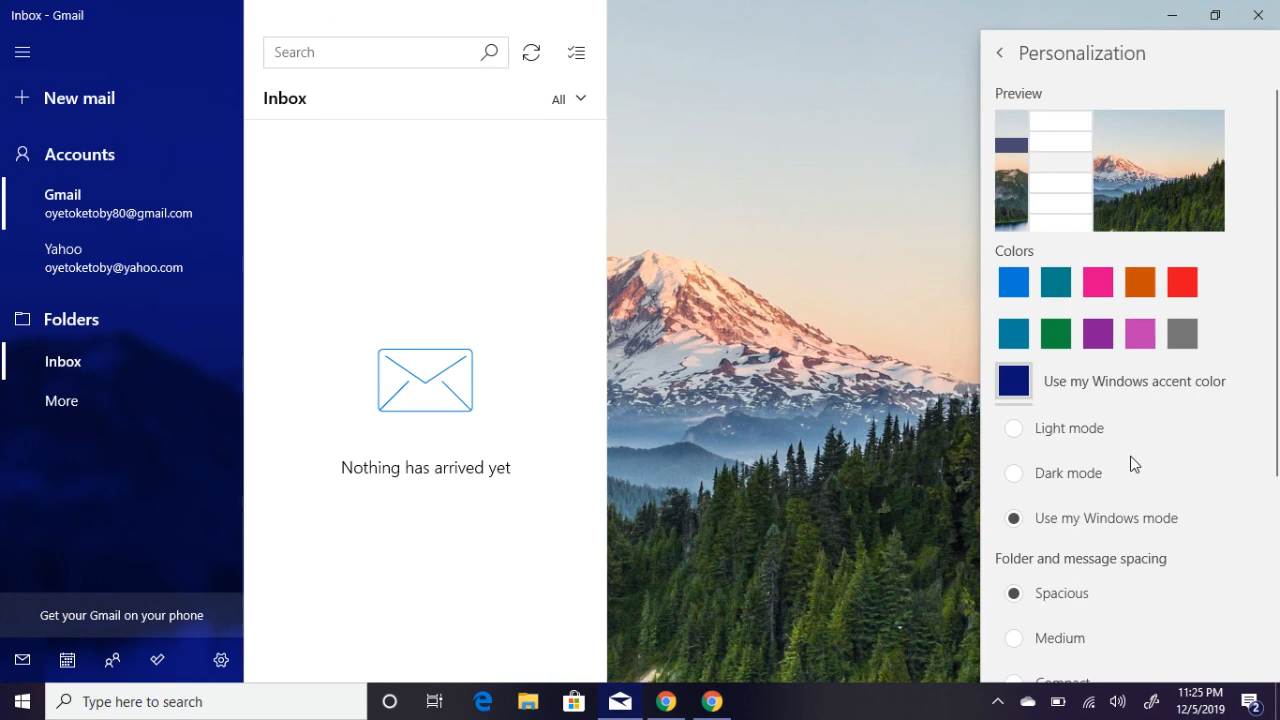 Inbox - Gmail
Search
New mail
Inbox
All
Accounts
Gmail
oyetoketoby80@gmail.com
Yahoo
oyetoketoby@yahoo.com
Folders
Inbox
More
Nothing has arrived yet
Get your Gmail on your phone
Personalization
Preview
Colors
Use my Windows accent color
Light mode
Dark mode
Use my Windows mode
Folder and message spacing
Spacious
Medium
Compact
Type here to search
11:25 PM
12/5/2019
2